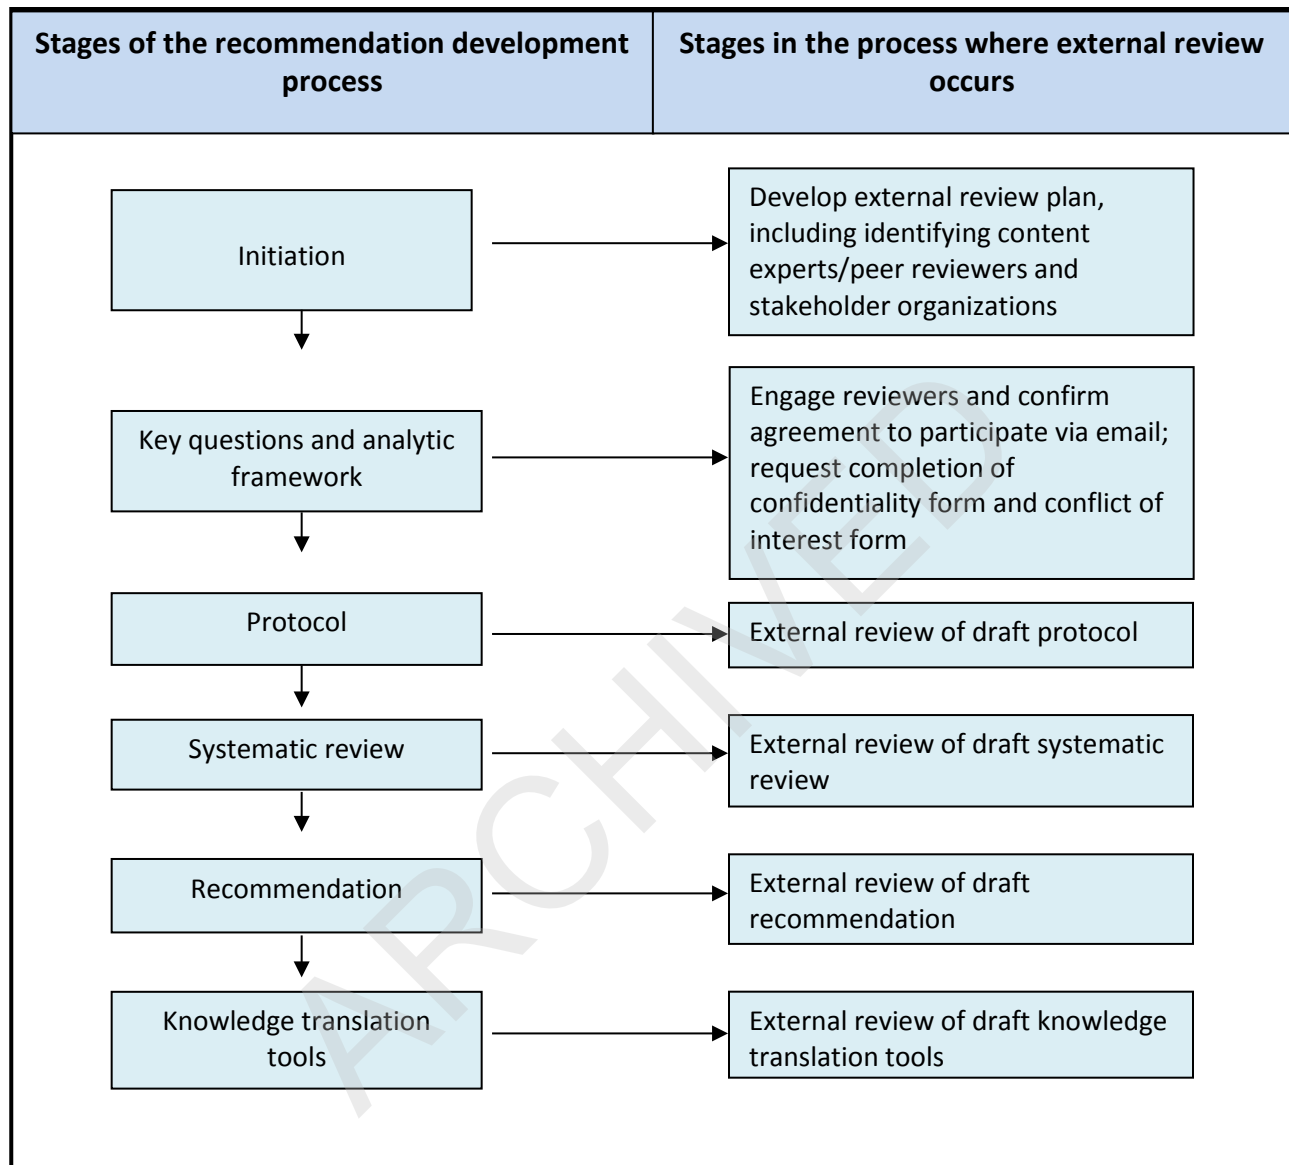 Stages of the recommendation development
process
Stages in the process where external review
occurs
Initiation
Develop external review plan,
including identifying content
experts/peer reviewers and
stakeholder organizations
Key questions and analytic
framework
Engage reviewers and confirm
agreement to participate via email;
request completion of
confidentiality form and conflict of
interest form
Protocol
External review of draft protocol
Systematic review
External review of draft systematic
review
Recommendation
External review of draft
recommendation
Knowledge translation
tools
External review of draft knowledge
translation tools
ARCHIVED